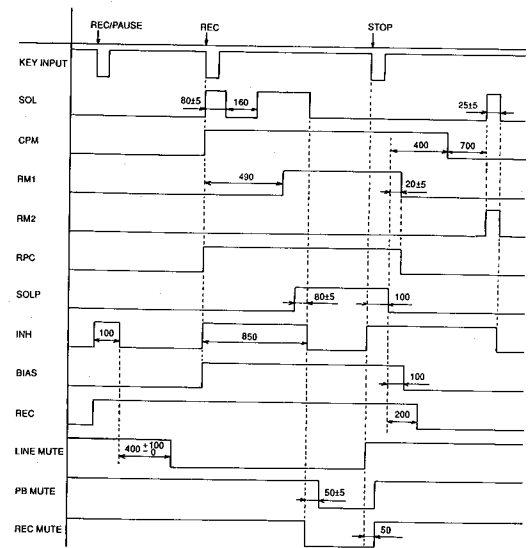 REC/PAUSE REC STOP
KEY INPUT
SOL 80±5 160 25±5
CPM 400 700
RM1 490 20±5
RM2
RPC
SOLP 80±5 100
INH 100 850
BIAS 100
REC 200
LINE MUTE 400 +100 -0
PB MUTE 50±5
REC MUTE 50